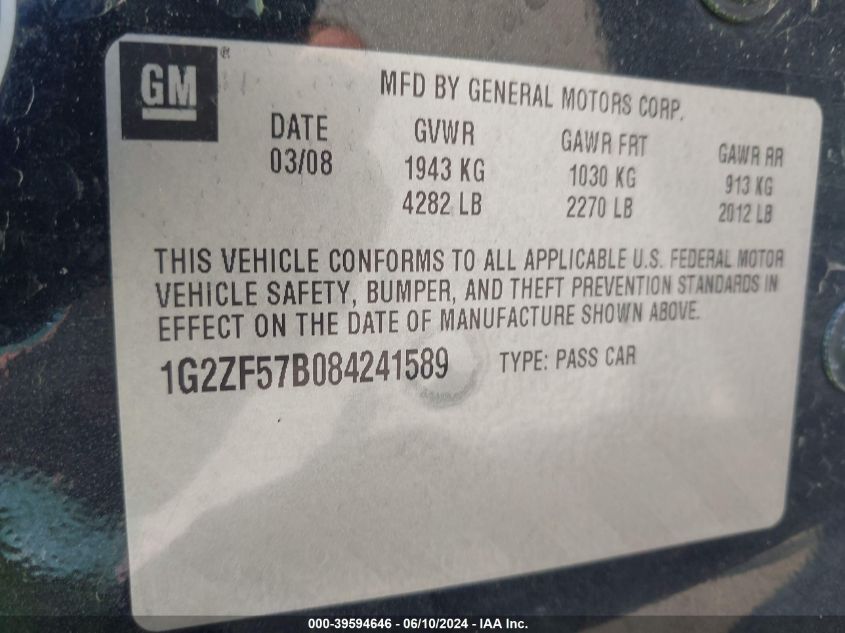 GM®
MFD BY GENERAL MOTORS CORP.
DATE GVWR GAWR FRT GAWR RR
03/08 1943 KG 1030 KG 913 KG
4282 LB 2270 LB 2012 LB
THIS VEHICLE CONFORMS TO ALL APPLICABLE U.S. FEDERAL MOTOR
VEHICLE SAFETY, BUMPER, AND THEFT PREVENTION STANDARDS IN
EFFECT ON THE DATE OF MANUFACTURE SHOWN ABOVE.
1G2ZF57B084241589 TYPE: PASS CAR
000-39594646 - 06/10/2024 - IAA Inc.